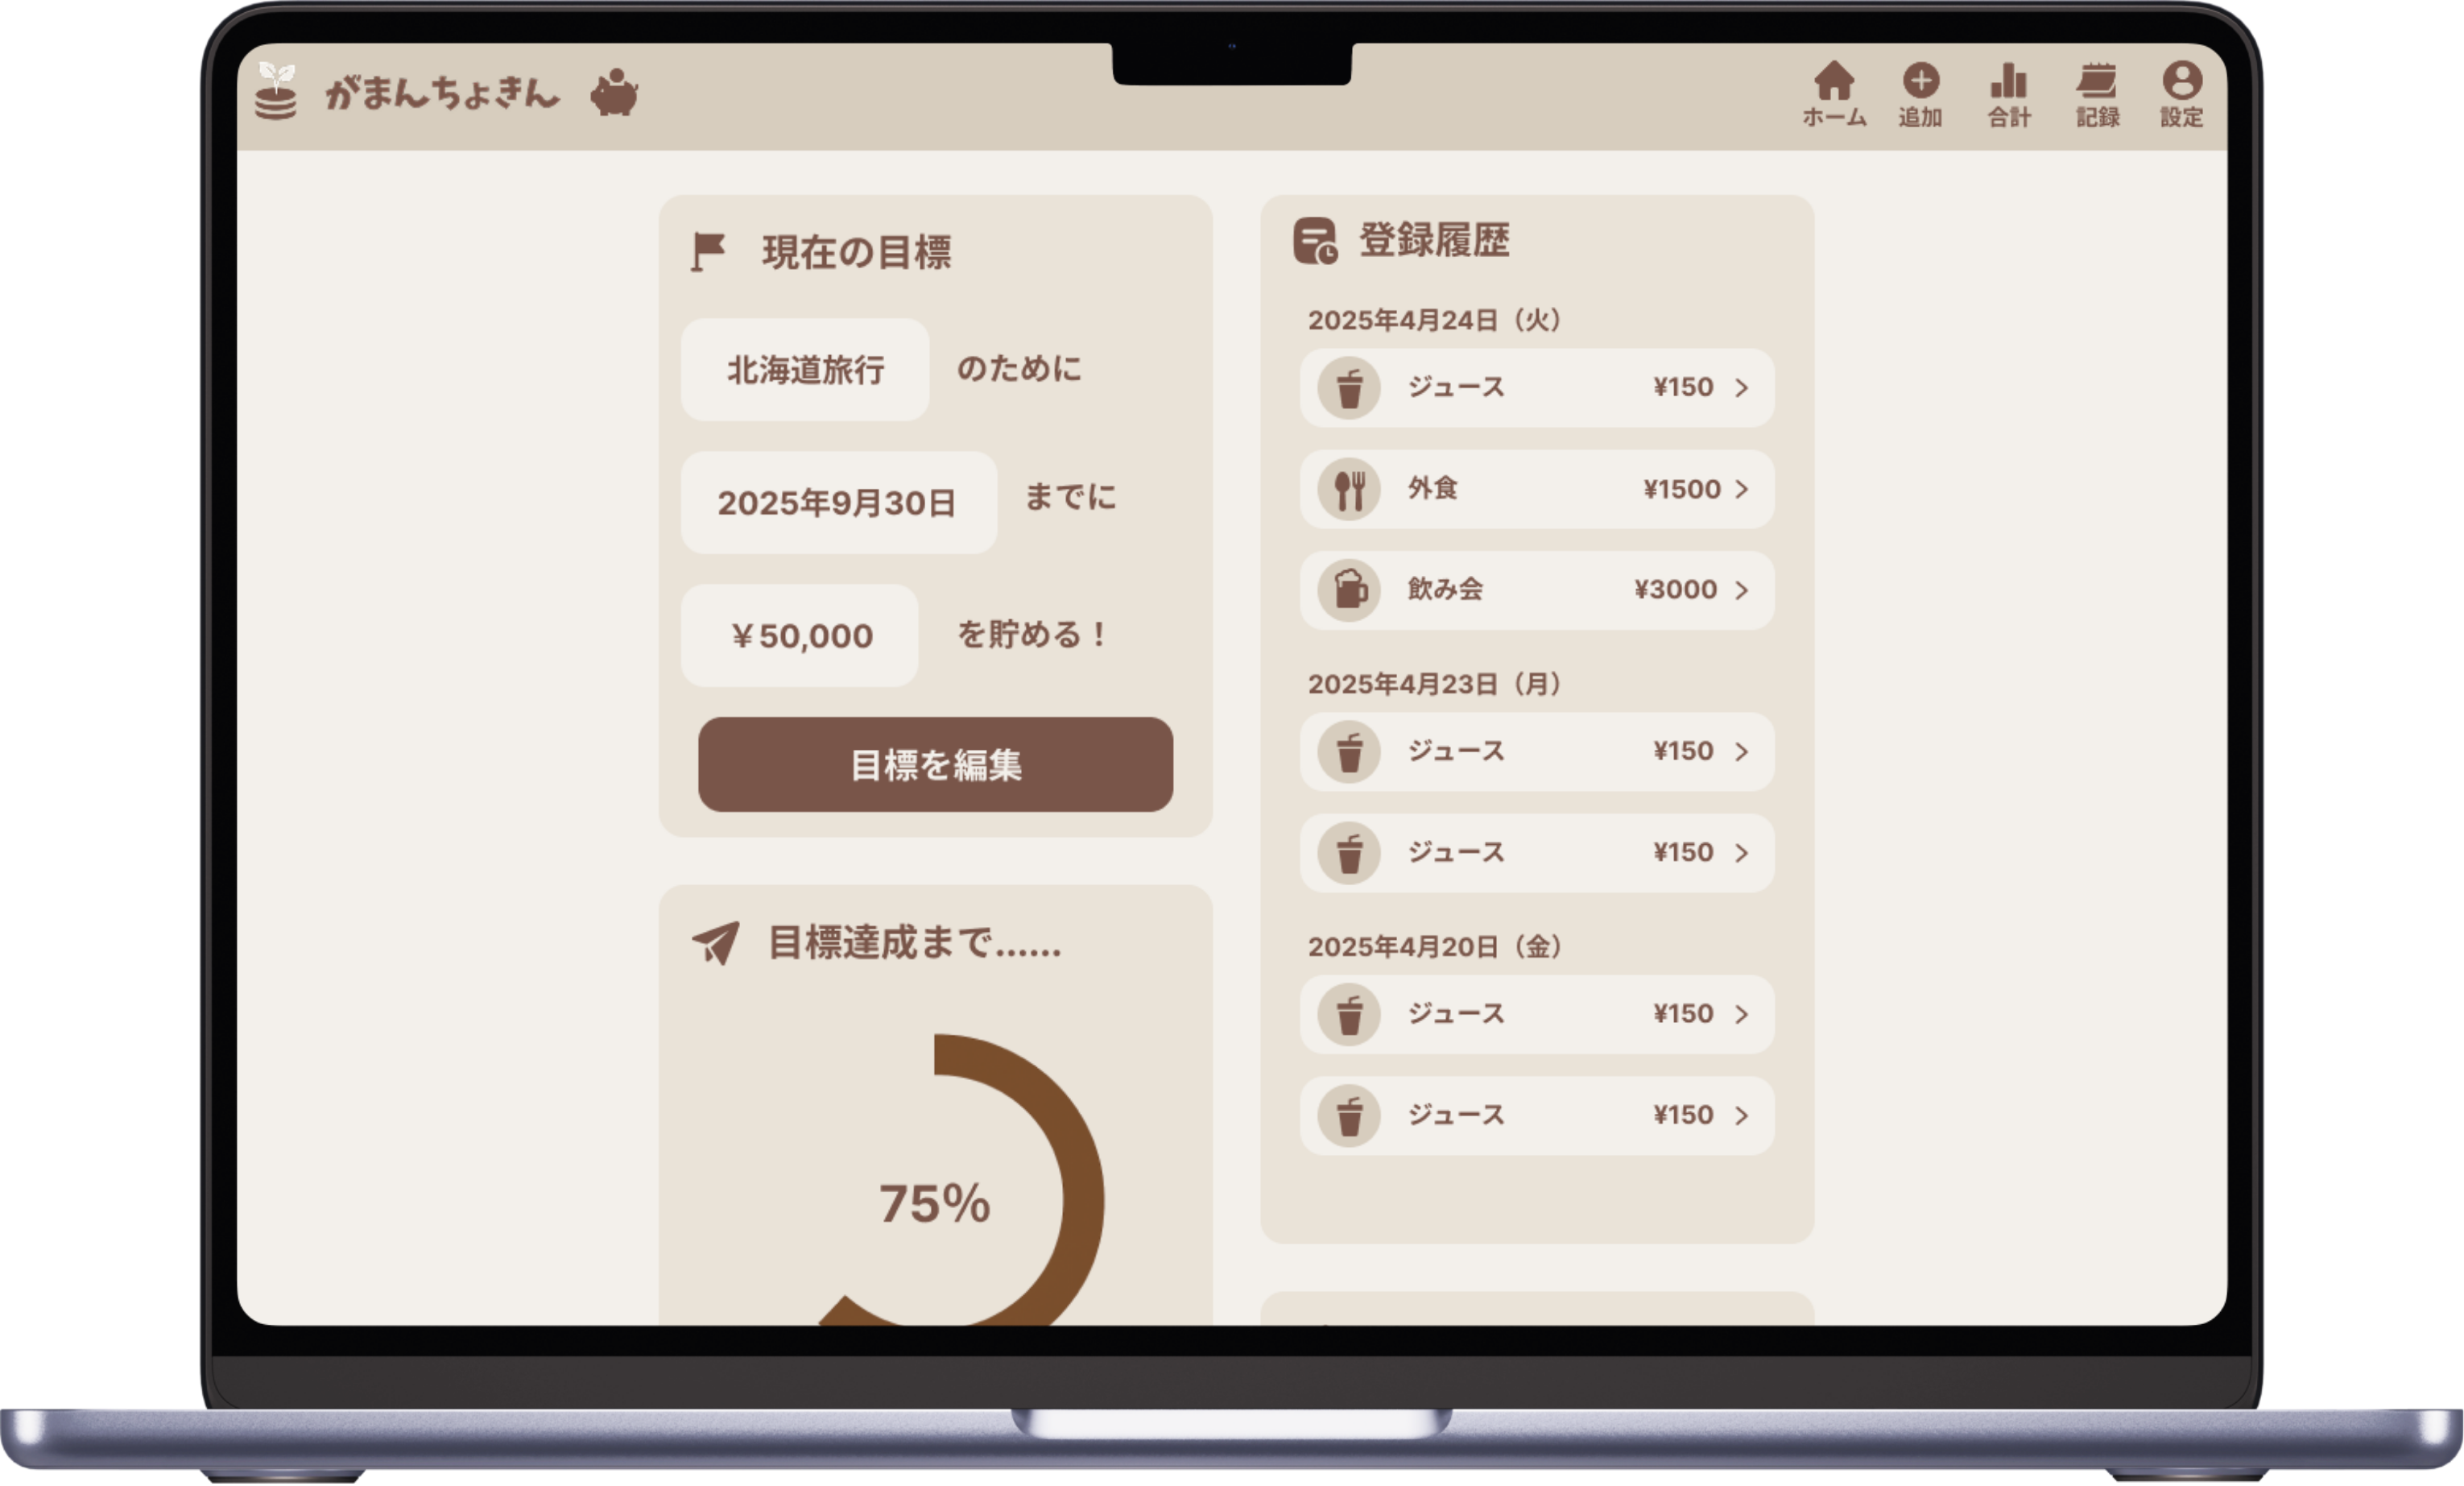 がまんちょきん
ホーム 追加 合計 記録 設定
現在の目標
北海道旅行 のために
2025年9月30日 までに
¥50,000 を貯める！
目標を編集
目標達成まで......
75%
登録履歴
2025年4月24日（火）
ジュース ¥150 >
外食 ¥1500 >
飲み会 ¥3000 >
2025年4月23日（月）
ジュース ¥150 >
ジュース ¥150 >
2025年4月20日（金）
ジュース ¥150 >
ジュース ¥150 >